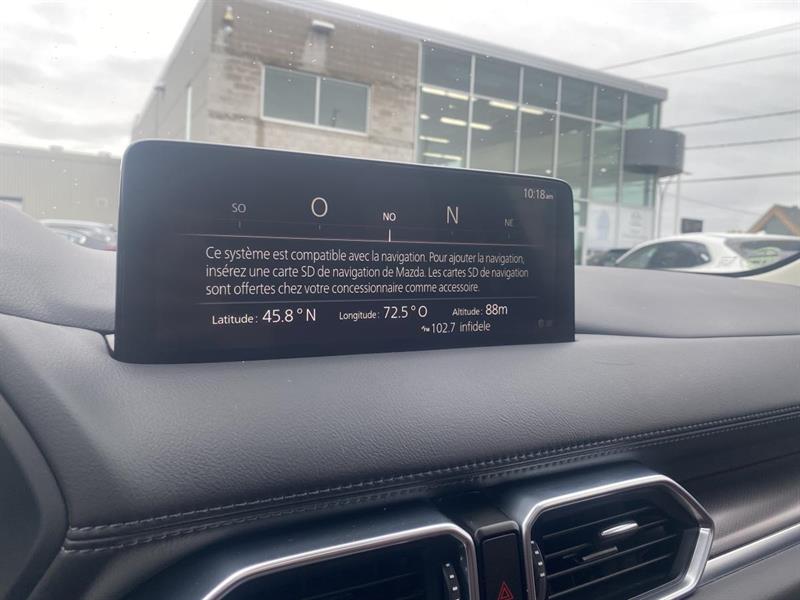 10:18am
SO O NO N NE
Ce système est compatible avec la navigation. Pour ajouter la navigation,
insérez une carte SD de navigation de Mazda. Les cartes SD de navigation
sont offertes chez votre concessionnaire comme accessoire.
Latitude: 45.8° N Longitude: 72.5° O Altitude: 88m
FM 102.7 infidele